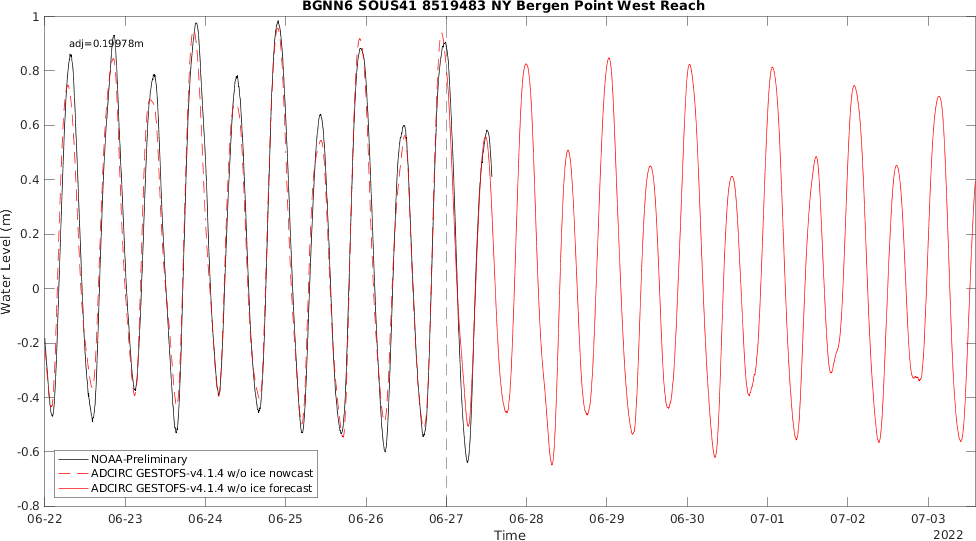 BGNN6 SOUS41 8519483 NY Bergen Point West Reach
adj=0.19978m
Water Level (m)
1
0.8
0.6
0.4
0.2
0
-0.2
-0.4
-0.6
-0.8
NOAA-Preliminary
ADCIRC GESTOFS-v4.1.4 w/o ice nowcast
ADCIRC GESTOFS-v4.1.4 w/o ice forecast
06-22 06-23 06-24 06-25 06-26 06-27 06-28 06-29 06-30 07-01 07-02 07-03
Time
2022